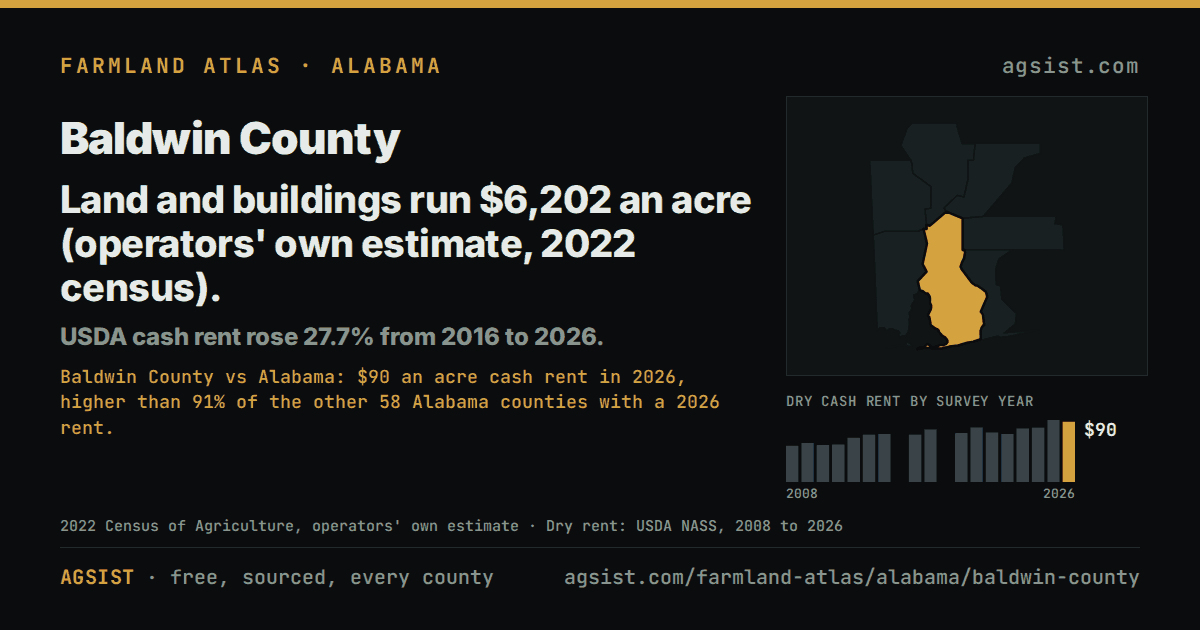 FARMLAND ATLAS · ALABAMA
agsist.com
Baldwin County
Land and buildings run $6,202 an acre
(operators' own estimate, 2022
census).
USDA cash rent rose 27.7% from 2016 to 2026.
Baldwin County vs Alabama: $90 an acre cash rent in 2026,
higher than 91% of the other 58 Alabama counties with a 2026
rent.
DRY CASH RENT BY SURVEY YEAR
$90
2008
2026
2022 Census of Agriculture, operators' own estimate · Dry rent: USDA NASS, 2008 to 2026
AGSIST · free, sourced, every county
agsist.com/farmland-atlas/alabama/baldwin-county